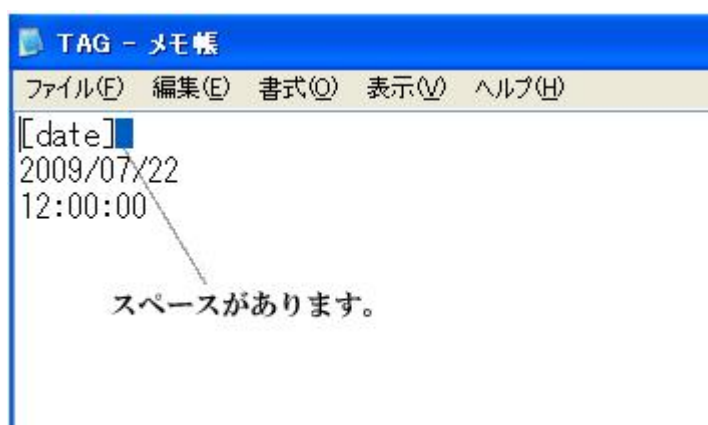 TAG - メモ帳
ファイル(F) 編集(E) 書式(O) 表示(V) ヘルプ(H)
[date]
2009/07/22
12:00:00
スペースがあります。